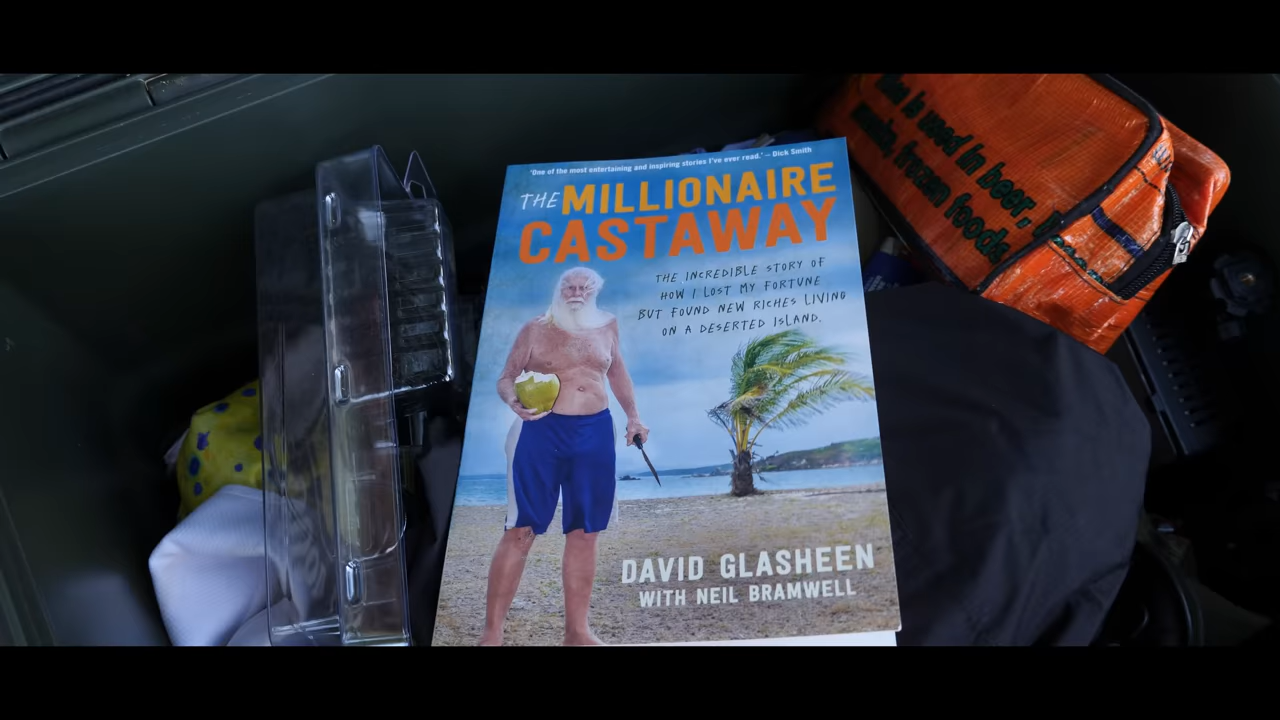 'One of the most entertaining and inspiring stories I've ever read.' – Dick Smith
THE MILLIONAIRE
CASTAWAY
THE INCREDIBLE STORY OF
HOW I LOST MY FORTUNE
BUT FOUND NEW RICHES LIVING
ON A DESERTED ISLAND.
DAVID GLASHEEN
WITH NEIL BRAMWELL
is used in beer,
frozen foods